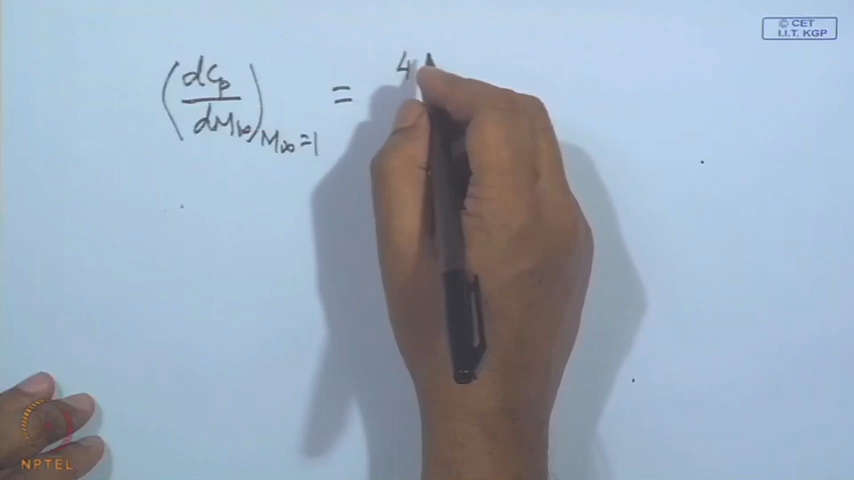 © CET
I.I.T. KGP
(dCp/dM∞)M∞=1 = 4
NPTEL